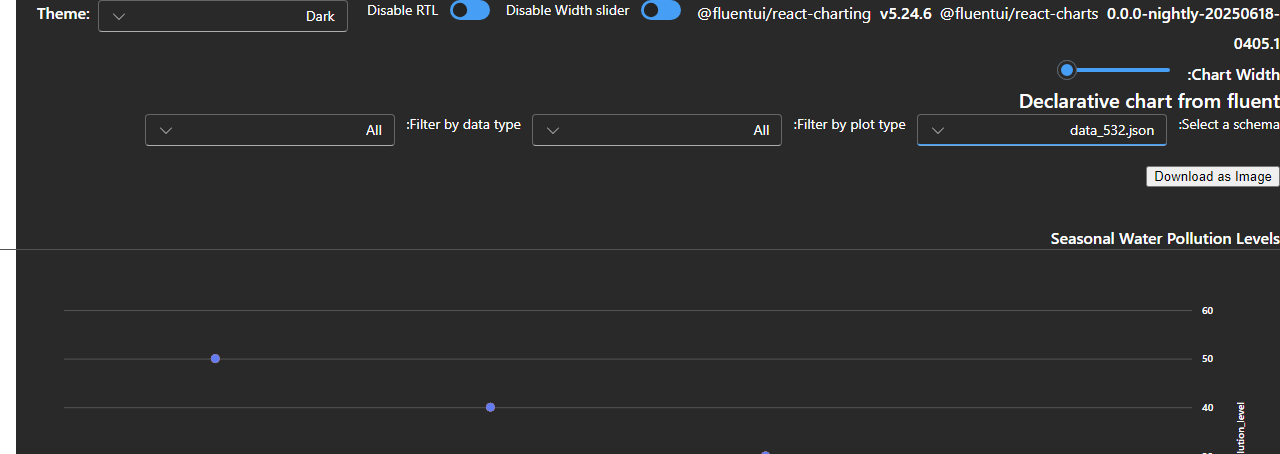 Theme: Dark Disable RTL Disable Width slider @fluentui/react-charting v5.24.6 @fluentui/react-charts 0.0.0-nightly-20250618-
0405.1
:Chart Width
Declarative chart from fluent
:Select a schema data_532.json :Filter by plot type All :Filter by data type All
Download as Image
Seasonal Water Pollution Levels
60
50
40